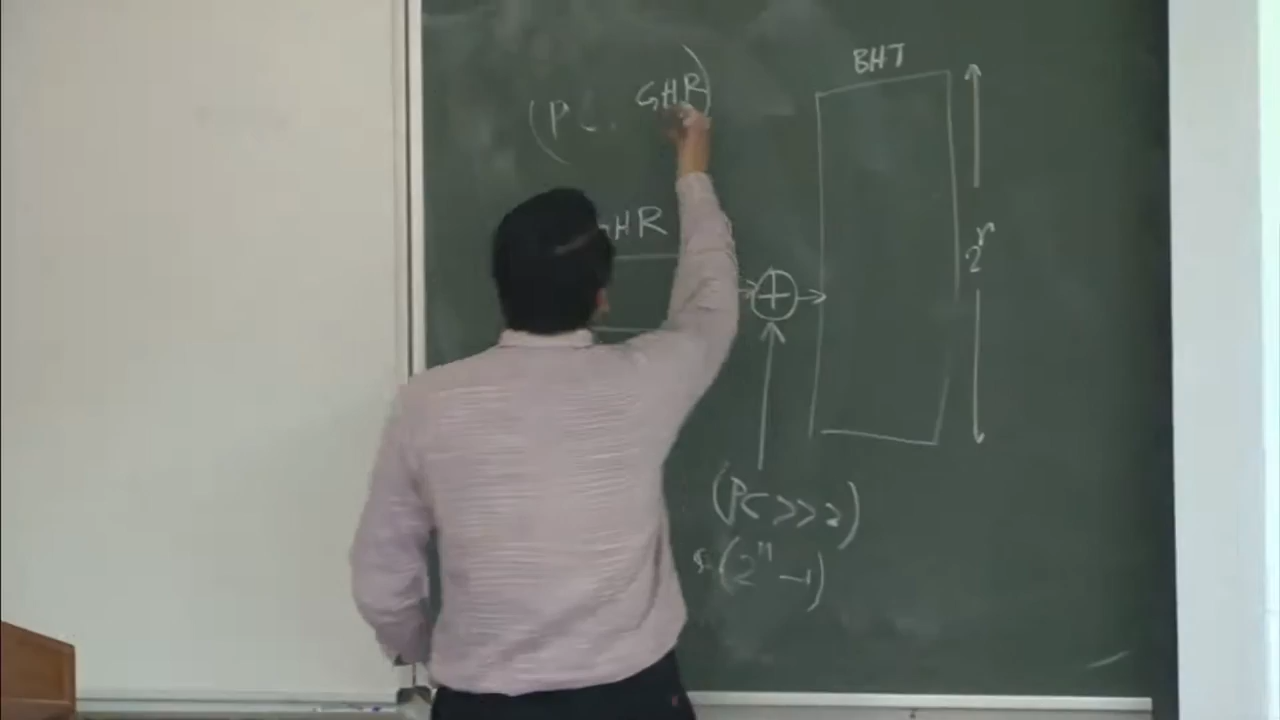 BHT
(PC, GHR)
GHR
2^n
(PC >>> 2)
& (2^n - 1)